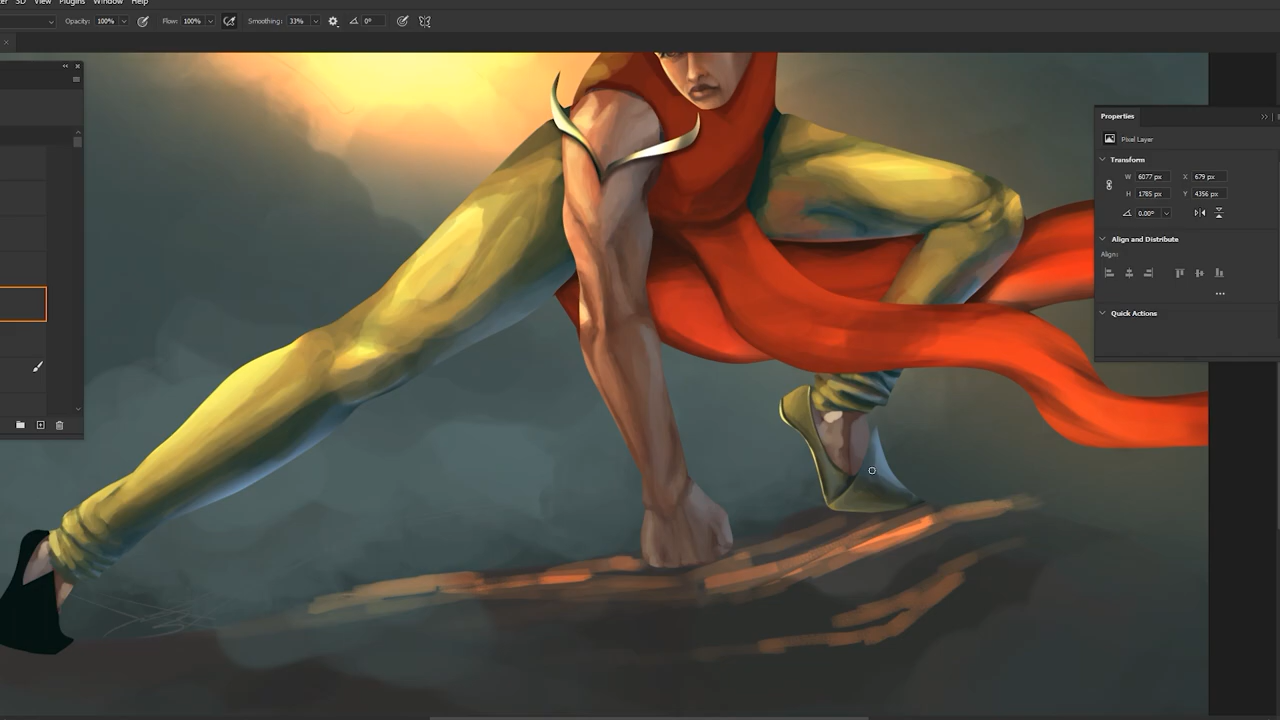 3D View Plugins Window Help
Opacity: 100% Flow: 100% Smoothing: 33% 0°
Properties
Pixel Layer
Transform
W 6077 px X 679 px
H 1785 px Y 4356 px
0.00°
Align and Distribute
Align:
Quick Actions